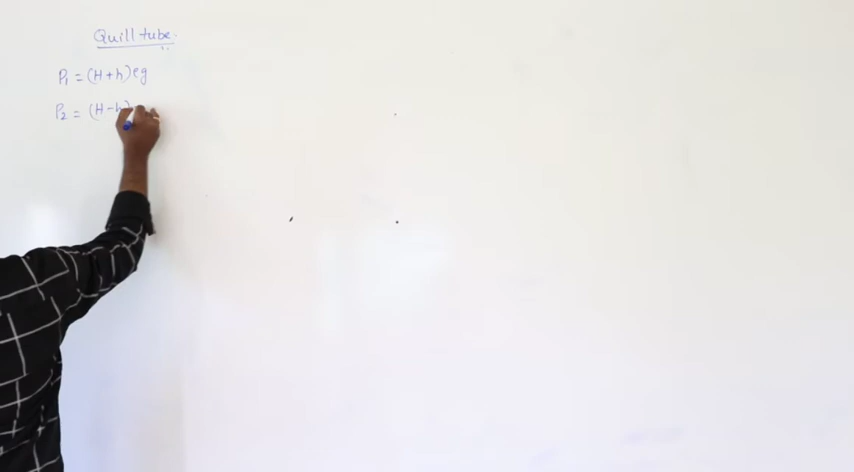 Quill tube.
P₁ = (H+h)ρg
P₂ = (H-h)